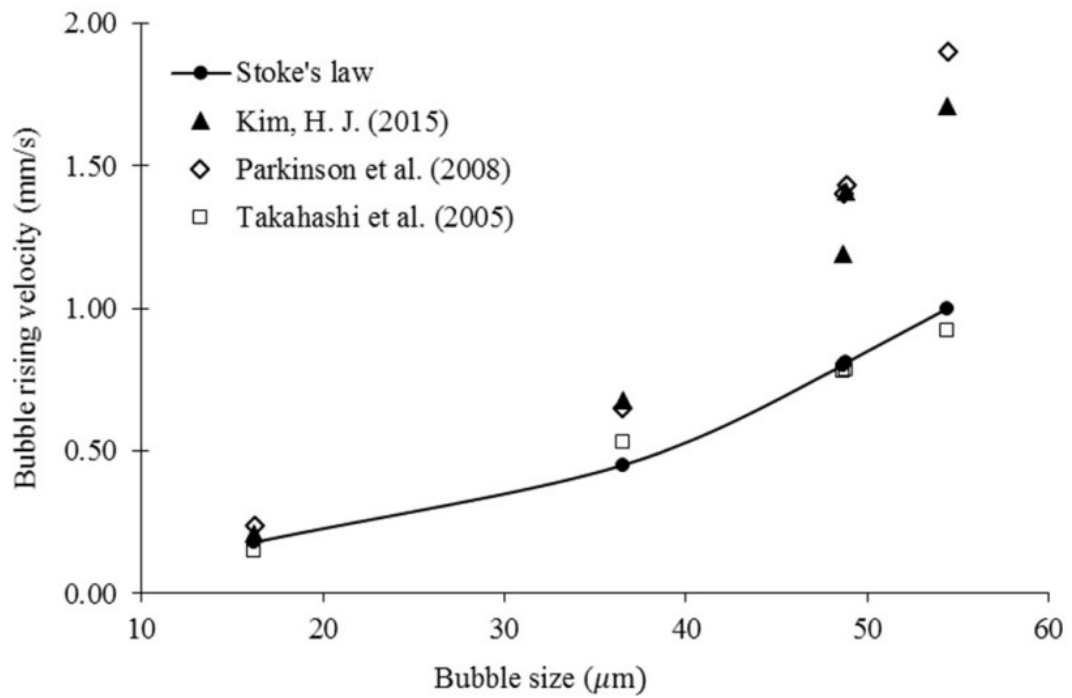 2.00
1.50
1.00
0.50
0.00
Bubble rising velocity (mm/s)
Stoke's law
Kim, H. J. (2015)
Parkinson et al. (2008)
Takahashi et al. (2005)
10 20 30 40 50 60
Bubble size (µm)